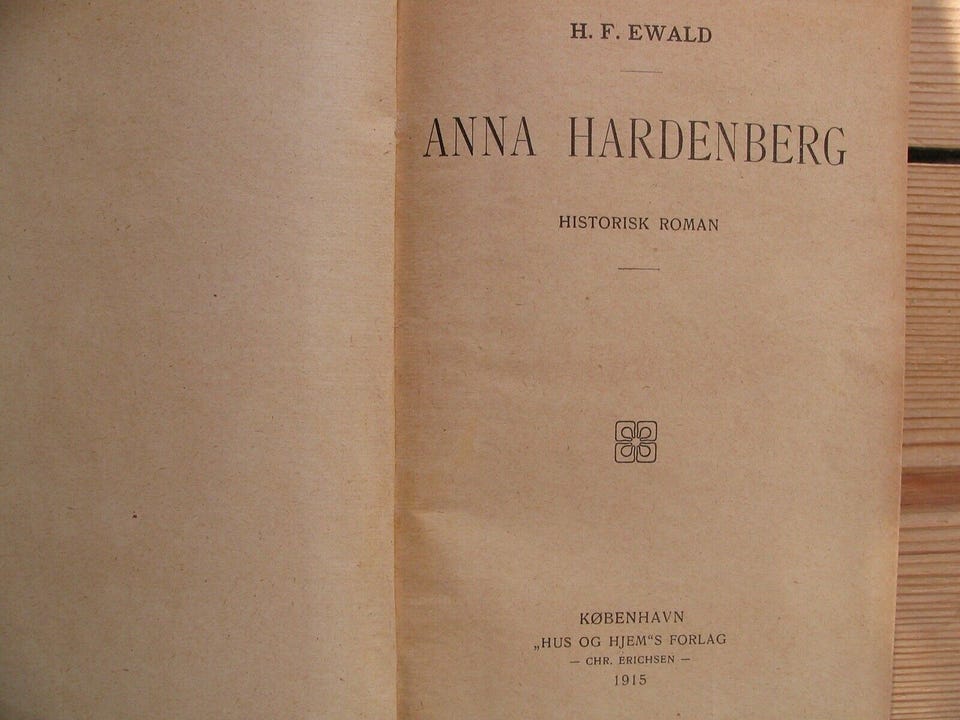 H. F. EWALD
ANNA HARDENBERG
HISTORISK ROMAN
KØBENHAVN
„HUS OG HJEM“S FORLAG
— CHR. ERICHSEN —
1915